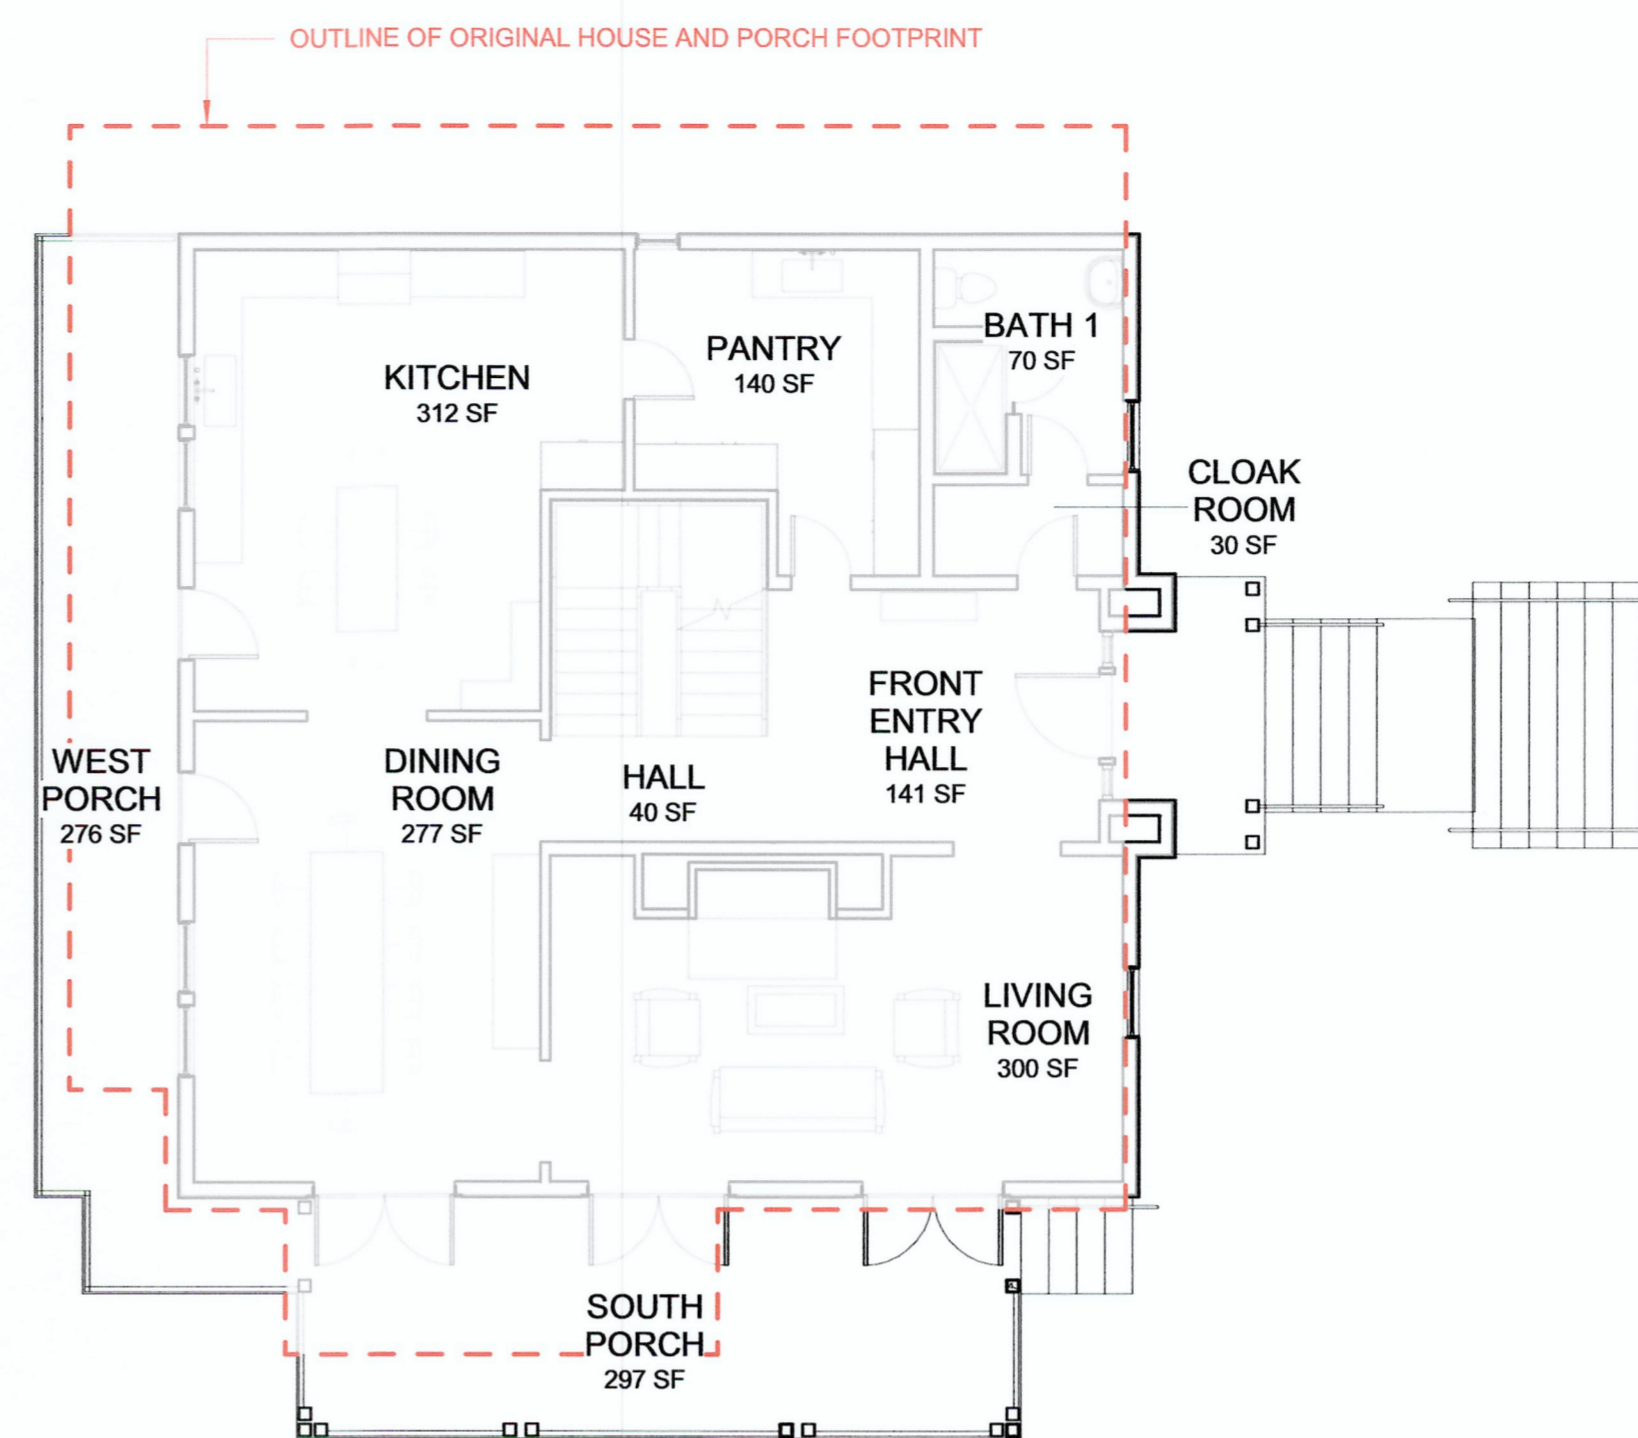 OUTLINE OF ORIGINAL HOUSE AND PORCH FOOTPRINT
BATH 1
70 SF
PANTRY
140 SF
KITCHEN
312 SF
CLOAK
ROOM
30 SF
FRONT
ENTRY
HALL
141 SF
WEST
PORCH
276 SF
DINING
ROOM
277 SF
HALL
40 SF
LIVING
ROOM
300 SF
SOUTH
PORCH
297 SF